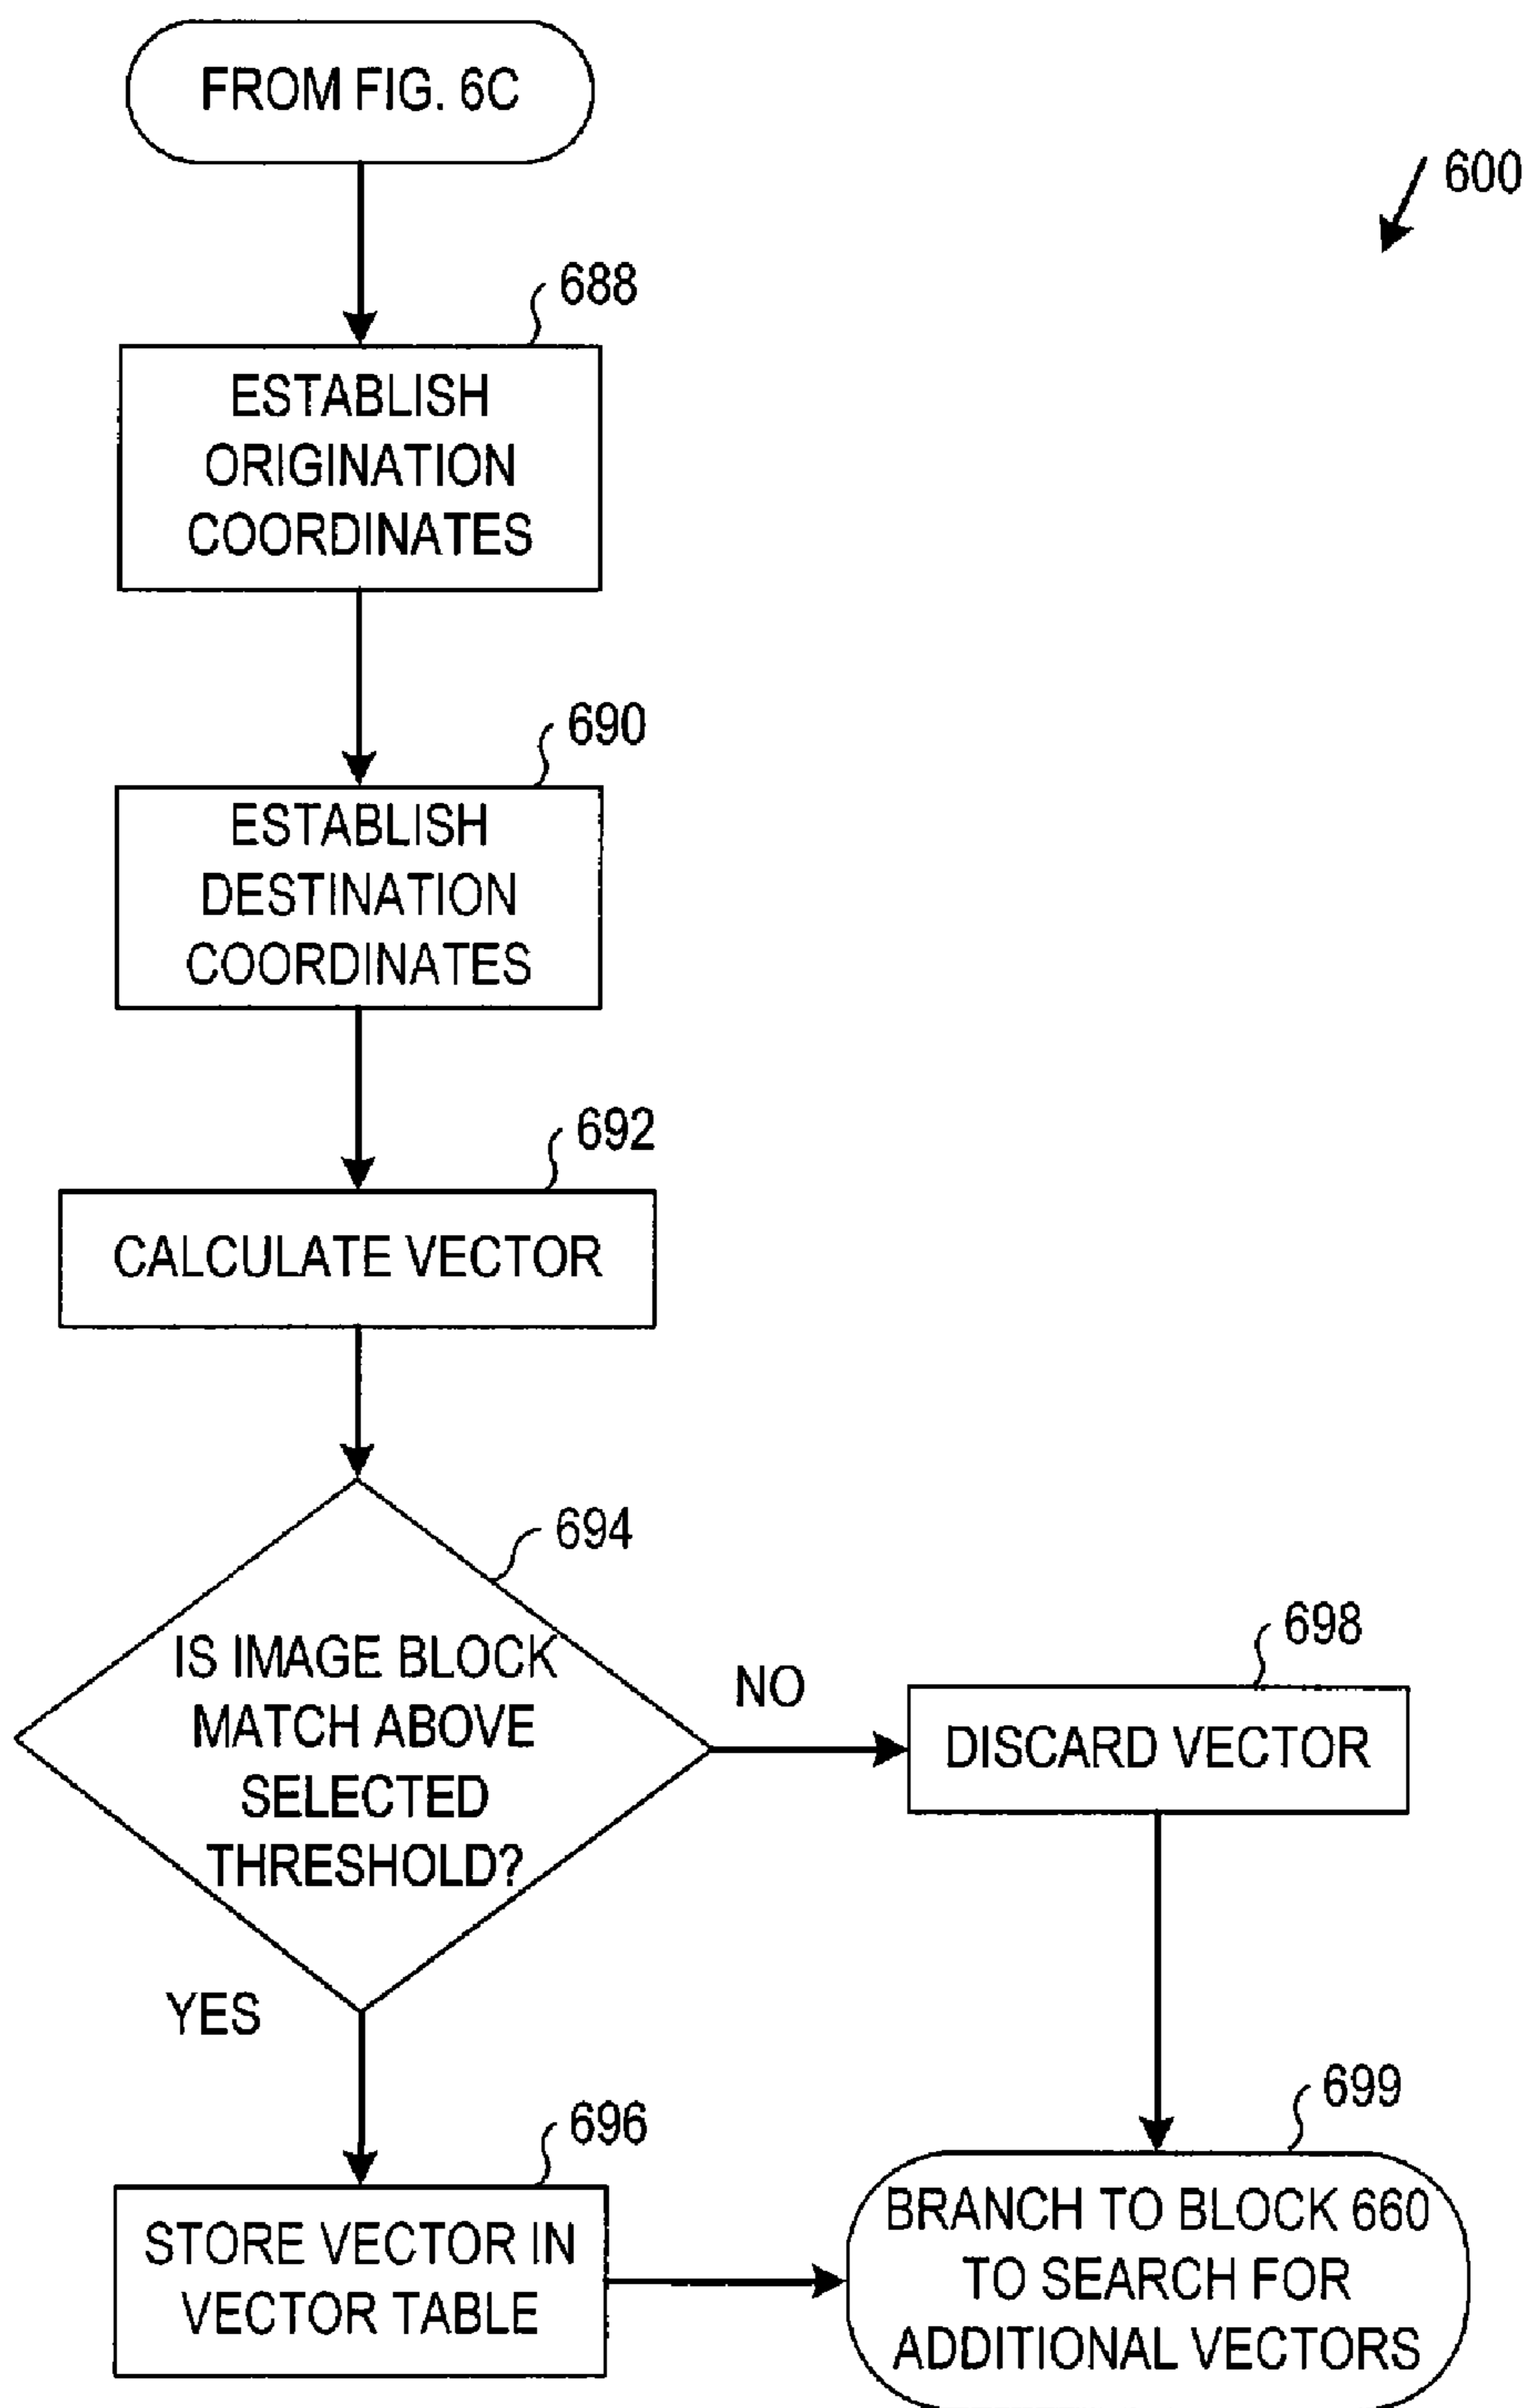 FROM FIG. 6C
600
688
ESTABLISH
ORIGINATION
COORDINATES
690
ESTABLISH
DESTINATION
COORDINATES
692
CALCULATE VECTOR
694
IS IMAGE BLOCK
MATCH ABOVE
SELECTED
THRESHOLD?
NO
698
DISCARD VECTOR
YES
696
STORE VECTOR IN
VECTOR TABLE
699
BRANCH TO BLOCK 660
TO SEARCH FOR
ADDITIONAL VECTORS